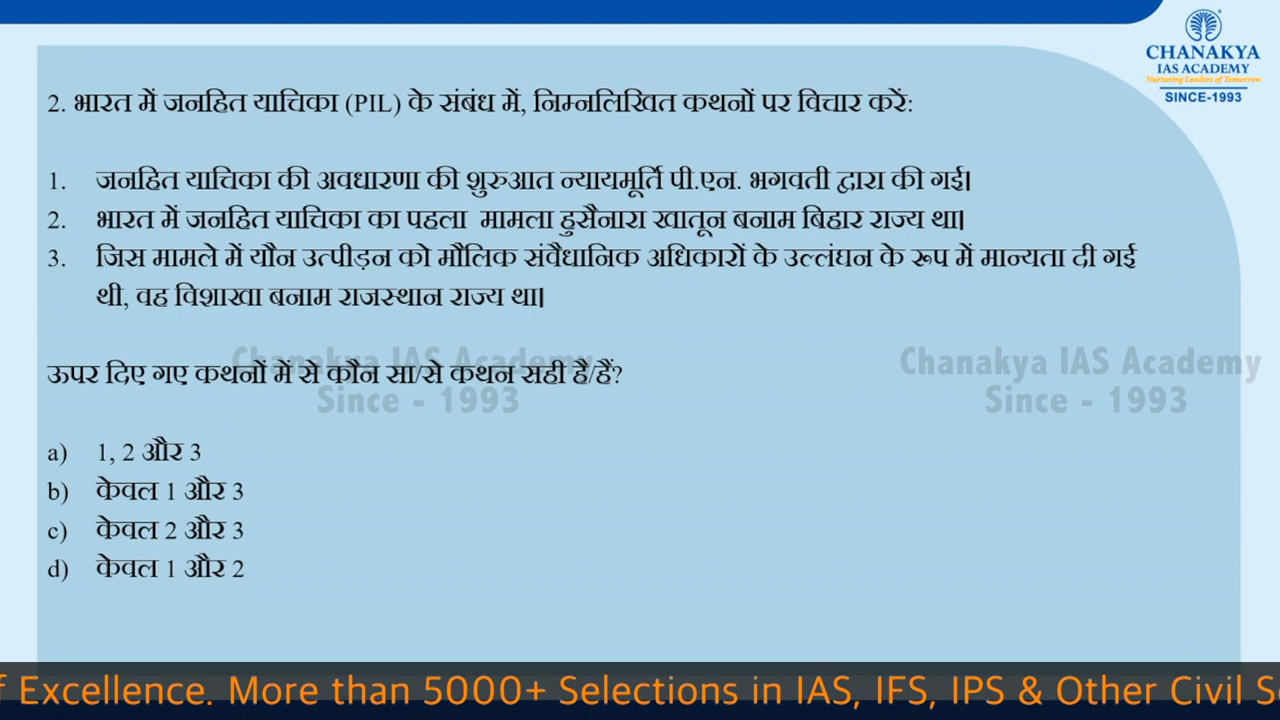 CHANAKYA
IAS ACADEMY
Nurturing Leaders of Tomorrow
SINCE-1993
2. भारत में जनहित याचिका (PIL) के संबंध में, निम्नलिखित कथनों पर विचार करें:
1. जनहित याचिका की अवधारणा की शुरुआत न्यायमूर्ति पी.एन. भगवती द्वारा की गई।
2. भारत में जनहित याचिका का पहला मामला हुसैनारा खातून बनाम बिहार राज्य था।
3. जिस मामले में यौन उत्पीड़न को मौलिक संवैधानिक अधिकारों के उल्लंघन के रूप में मान्यता दी गई
थी, वह विशाखा बनाम राजस्थान राज्य था।
Chanakya IAS Academy
Since - 1993
Chanakya IAS Academy
Since - 1993
ऊपर दिए गए कथनों में से कौन सा/से कथन सही है/हैं?
a) 1, 2 और 3
b) केवल 1 और 3
c) केवल 2 और 3
d) केवल 1 और 2
f Excellence. More than 5000+ Selections in IAS, IFS, IPS & Other Civil S